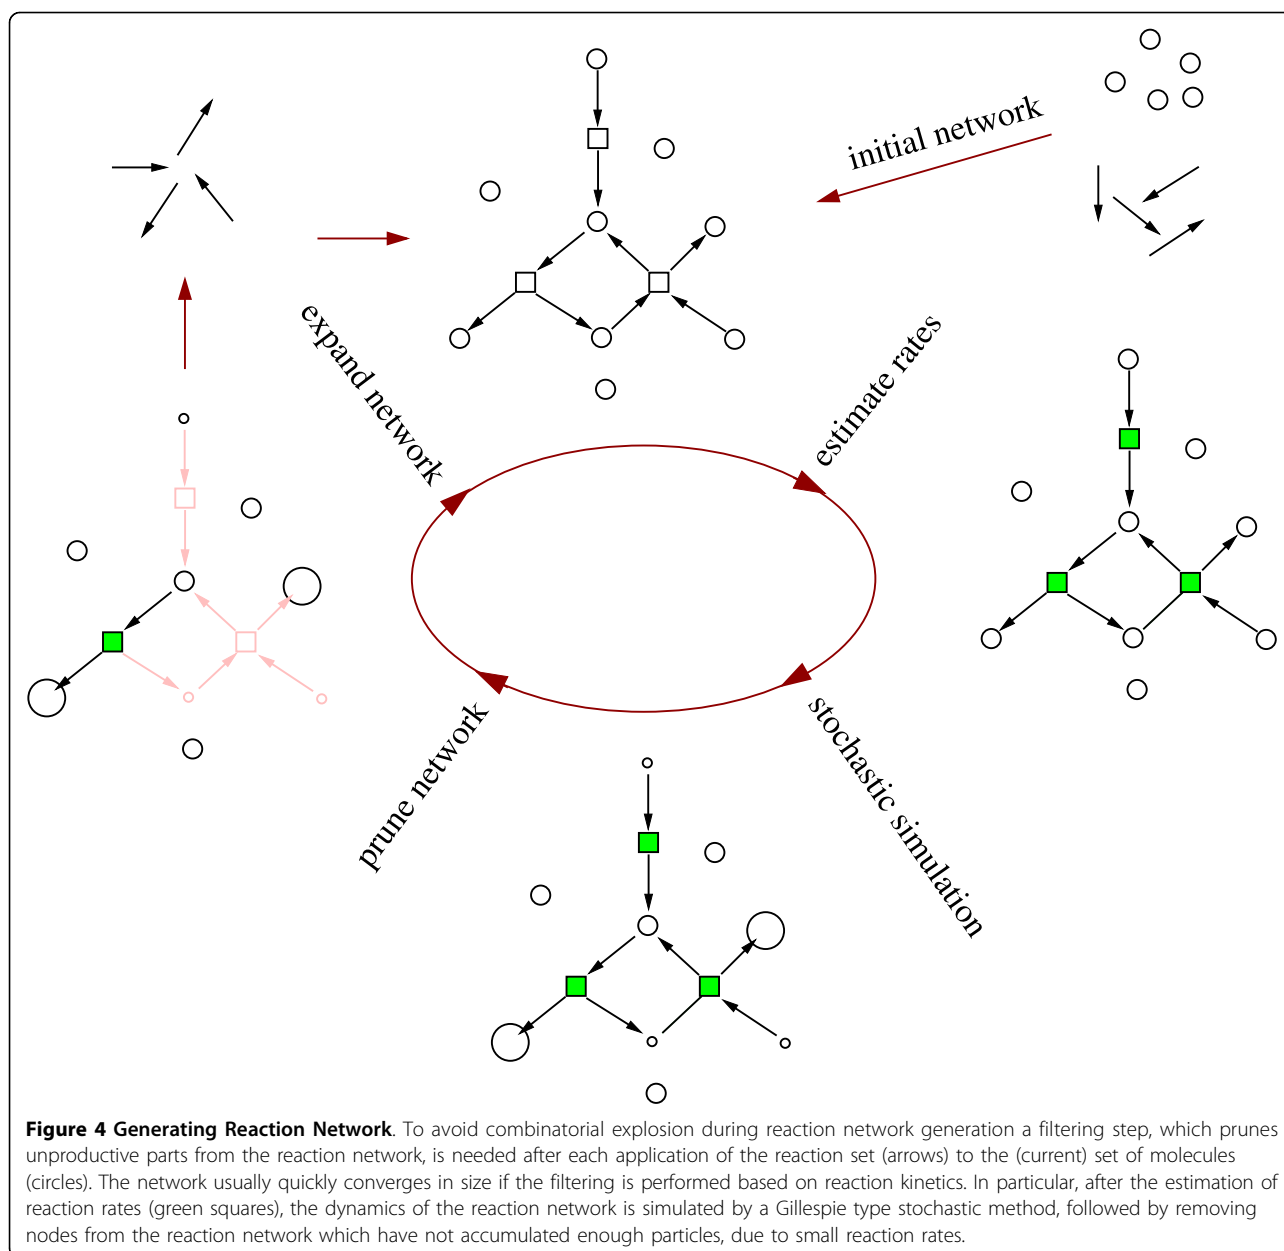 initial network
expand network
estimate rates
prune network
stochastic simulation
Figure 4 Generating Reaction Network. To avoid combinatorial explosion during reaction network generation a filtering step, which prunes
unproductive parts from the reaction network, is needed after each application of the reaction set (arrows) to the (current) set of molecules
(circles). The network usually quickly converges in size if the filtering is performed based on reaction kinetics. In particular, after the estimation of
reaction rates (green squares), the dynamics of the reaction network is simulated by a Gillespie type stochastic method, followed by removing
nodes from the reaction network which have not accumulated enough particles, due to small reaction rates.